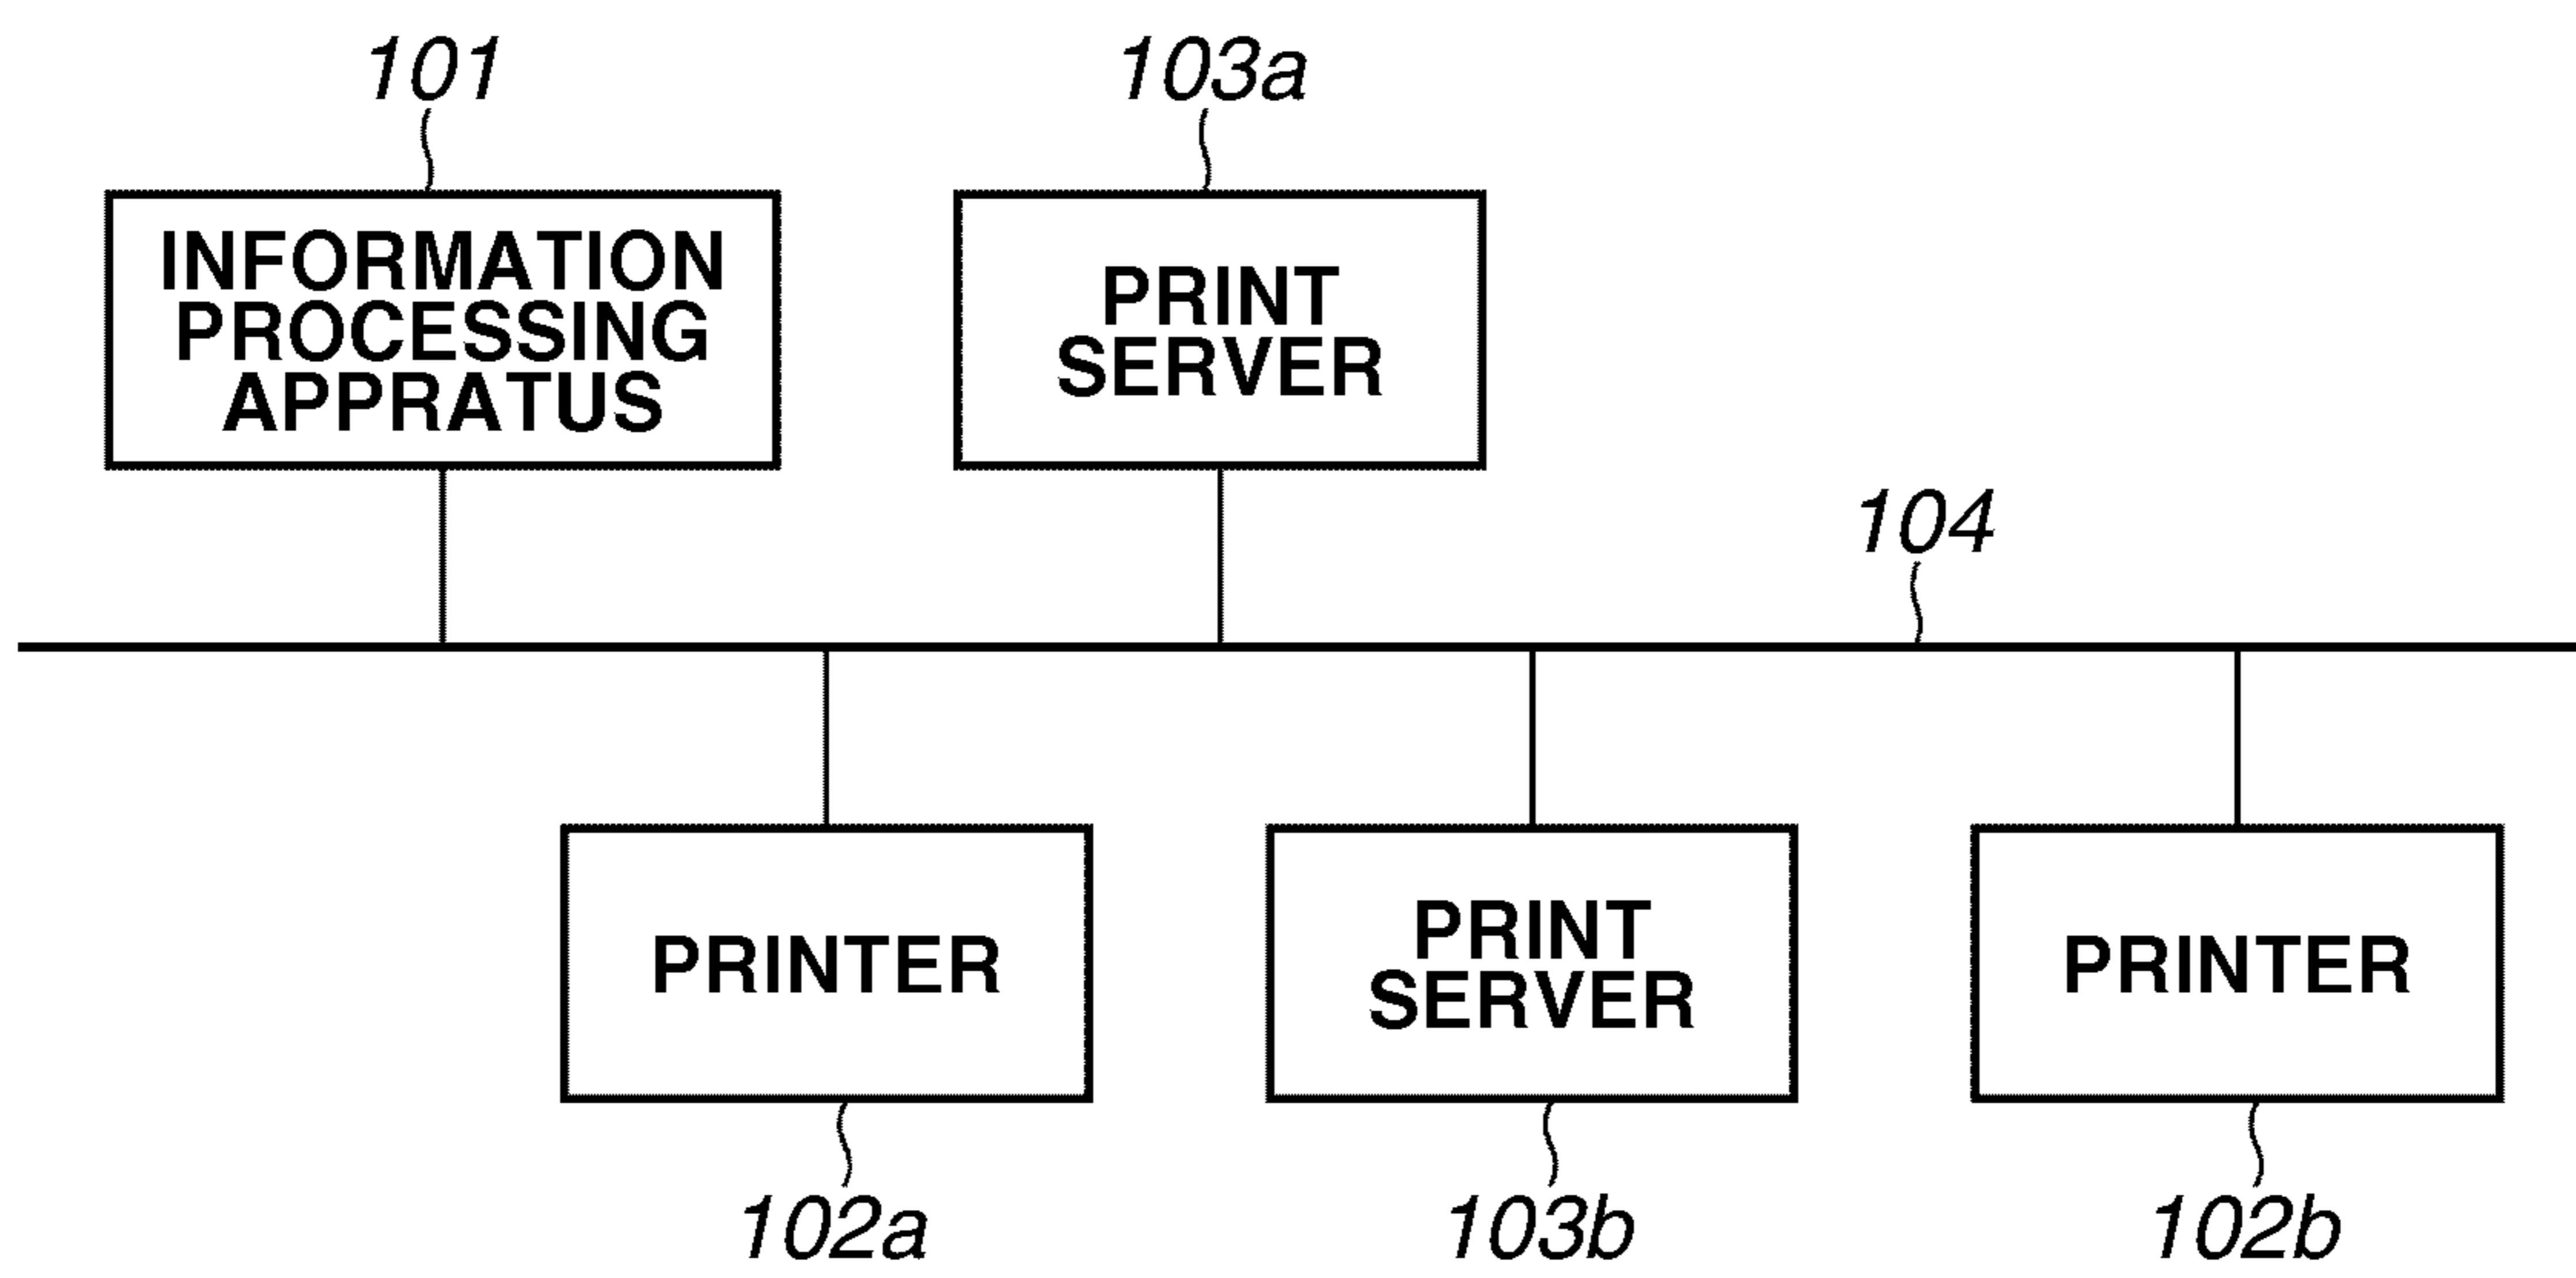 101
103a
INFORMATION
PROCESSING
APPRATUS
PRINT
SERVER
104
PRINTER
PRINT
SERVER
PRINTER
102a
103b
102b